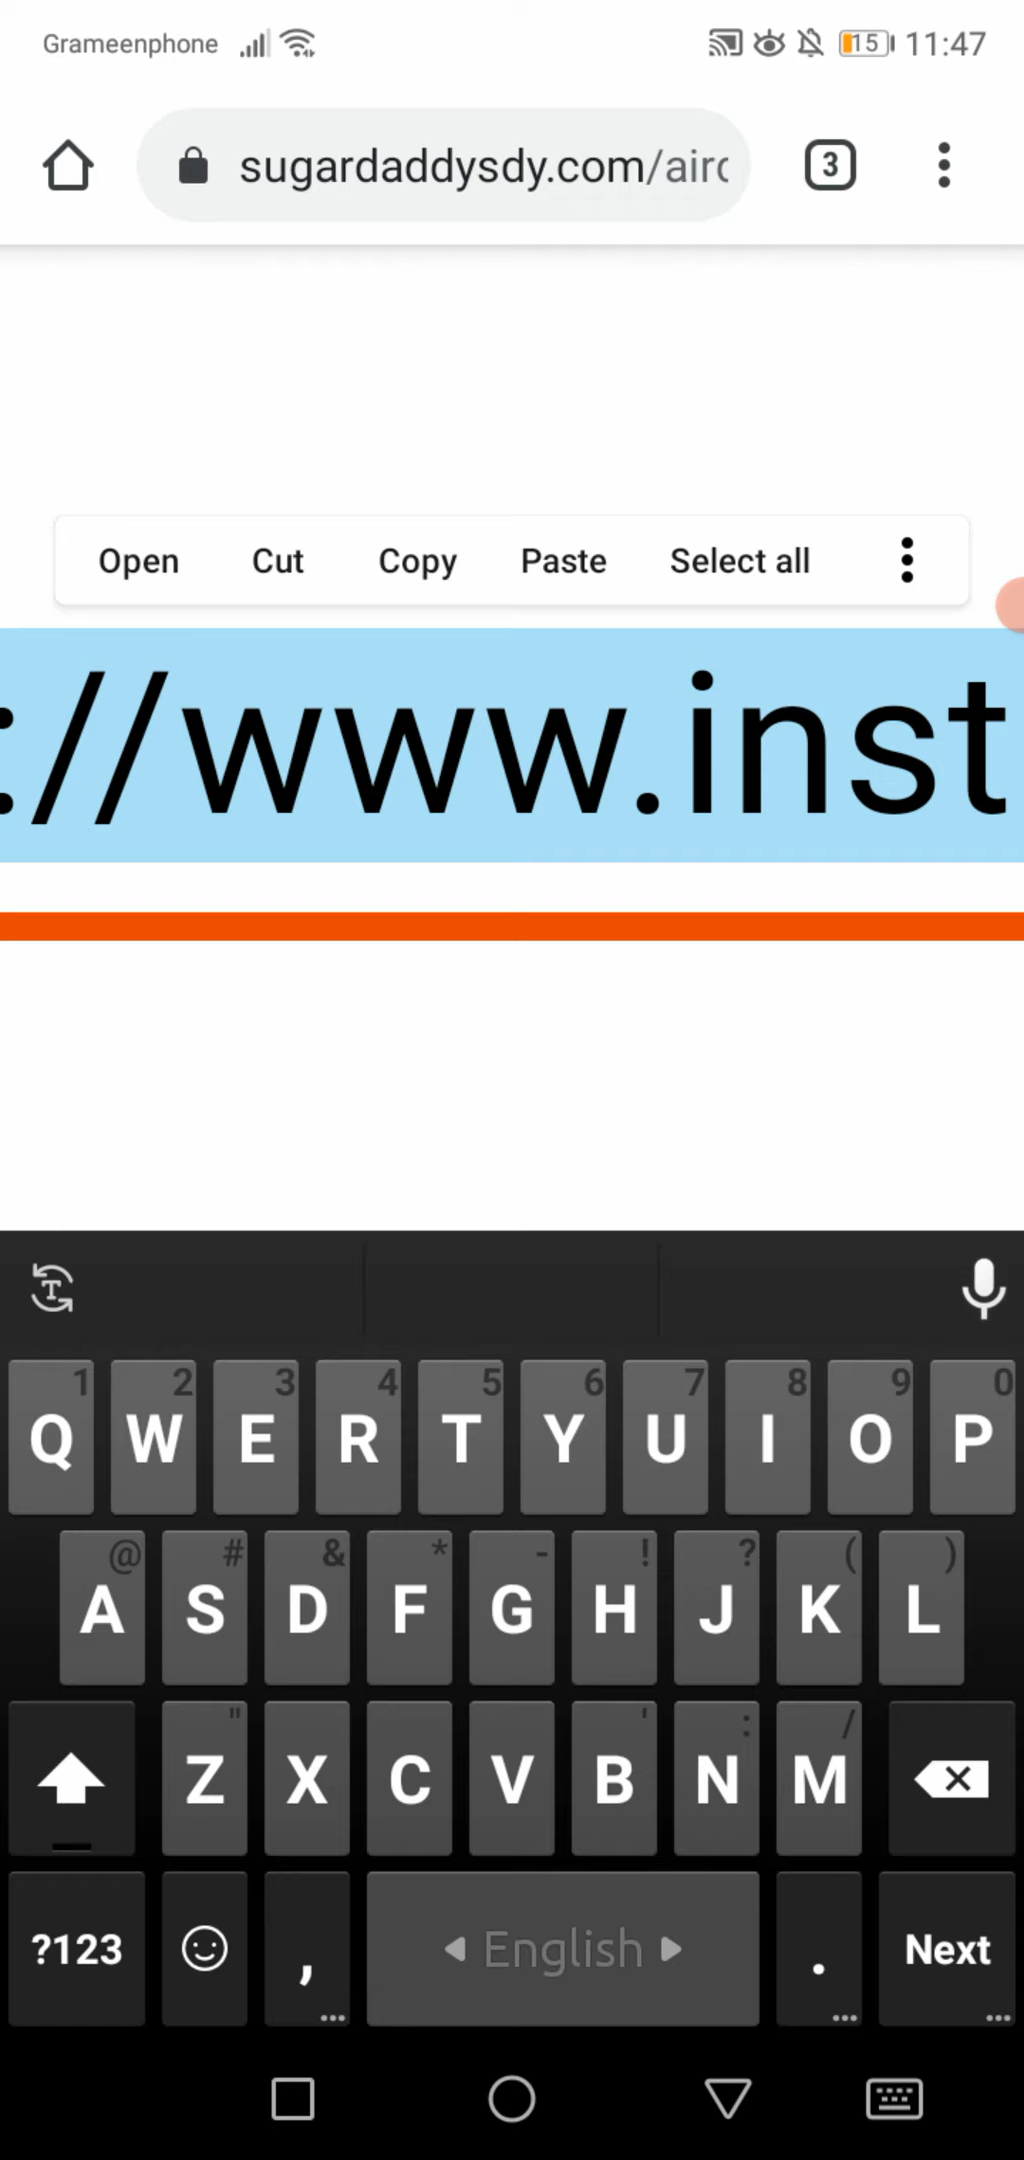 Grameenphone 15 11:47
sugardaddysdy.com/airc 3
Open Cut Copy Paste Select all
://www.inst
1 2 3 4 5 6 7 8 9 0
Q W E R T Y U I O P
@ # & * - ! ? ( )
A S D F G H J K L
" ' : /
Z X C V B N M
?123 , English . Next